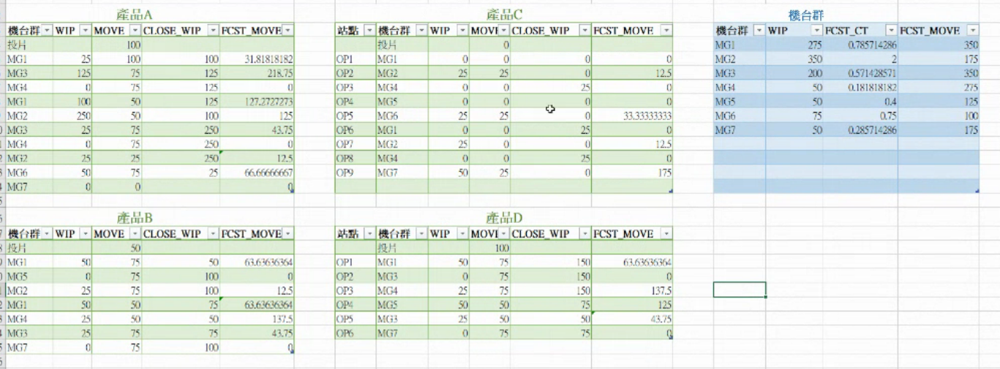 產品A
機台群 WIP MOVE CLOSE_WIP FCST_MOVE
投片 100
MG1 25 100 100 31.81818182
MG3 125 75 125 218.75
MG4 0 75 125 0
MG1 100 50 125 127.2727273
MG2 250 50 100 125
MG3 25 75 250 43.75
MG4 0 75 250 0
MG2 25 25 250 12.5
MG6 50 75 25 66.66666667
MG7 0 0 0
產品C
站點 機台群 WIP MOVE CLOSE_WIP FCST_MOVE
投片 0
OP1 MG1 0 0 0 0
OP2 MG2 25 25 0 12.5
OP3 MG4 0 0 25 0
OP4 MG5 0 0 0 0
OP5 MG6 25 25 0 33.33333333
OP6 MG1 0 0 25 0
OP7 MG2 25 0 0 12.5
OP8 MG4 0 0 25 0
OP9 MG7 50 25 0 175
機台群
機台群 WIP FCST_CT FCST_MOVE
MG1 275 0.785714286 350
MG2 350 2 175
MG3 200 0.571428571 350
MG4 50 0.181818182 275
MG5 50 0.4 125
MG6 75 0.75 100
MG7 50 0.285714286 175
產品B
機台群 WIP MOVE CLOSE_WIP FCST_MOVE
投片 50
MG1 50 75 50 63.63636364
MG5 0 75 100 0
MG2 25 75 100 12.5
MG1 50 50 75 63.63636364
MG4 25 50 50 137.5
MG3 25 75 75 43.75
MG7 0 75 100 0
產品D
站點 機台群 WIP MOVE CLOSE_WIP FCST_MOVE
投片 100
OP1 MG1 50 75 150 63.63636364
OP2 MG3 0 75 150 0
OP3 MG4 25 75 150 137.5
OP4 MG5 50 50 75 125
OP5 MG3 25 50 50 43.75
OP6 MG7 0 75 75 0